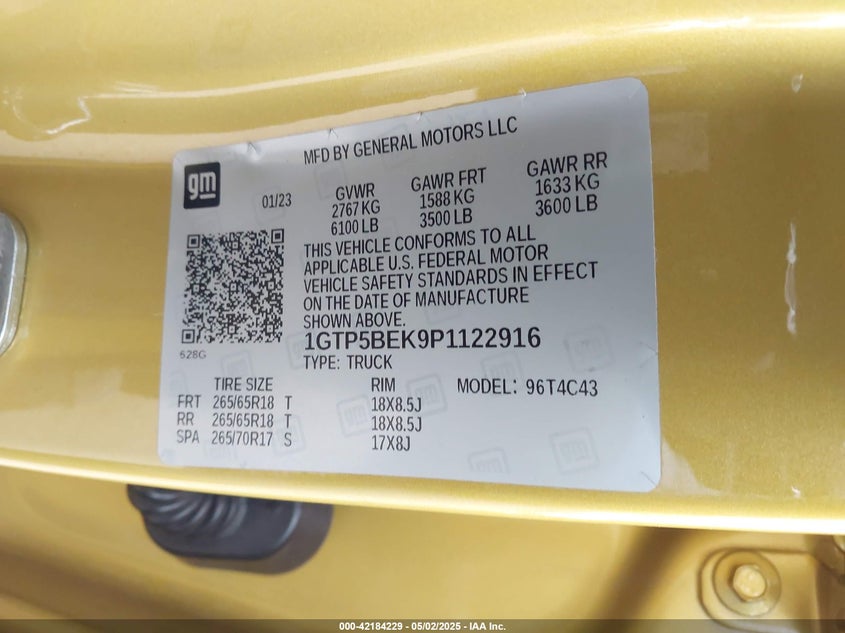 MFD BY GENERAL MOTORS LLC
gm
01/23
GVWR GAWR FRT GAWR RR
2767 KG 1588 KG 1633 KG
6100 LB 3500 LB 3600 LB
THIS VEHICLE CONFORMS TO ALL
APPLICABLE U.S. FEDERAL MOTOR
VEHICLE SAFETY STANDARDS IN EFFECT
ON THE DATE OF MANUFACTURE
SHOWN ABOVE.
628G
1GTP5BEK9P1122916
TYPE: TRUCK
TIRE SIZE RIM MODEL: 96T4C43
FRT 265/65R18 T 18X8.5J
RR 265/65R18 T 18X8.5J
SPA 265/70R17 S 17X8J
000-42184229 - 05/02/2025 - IAA Inc.